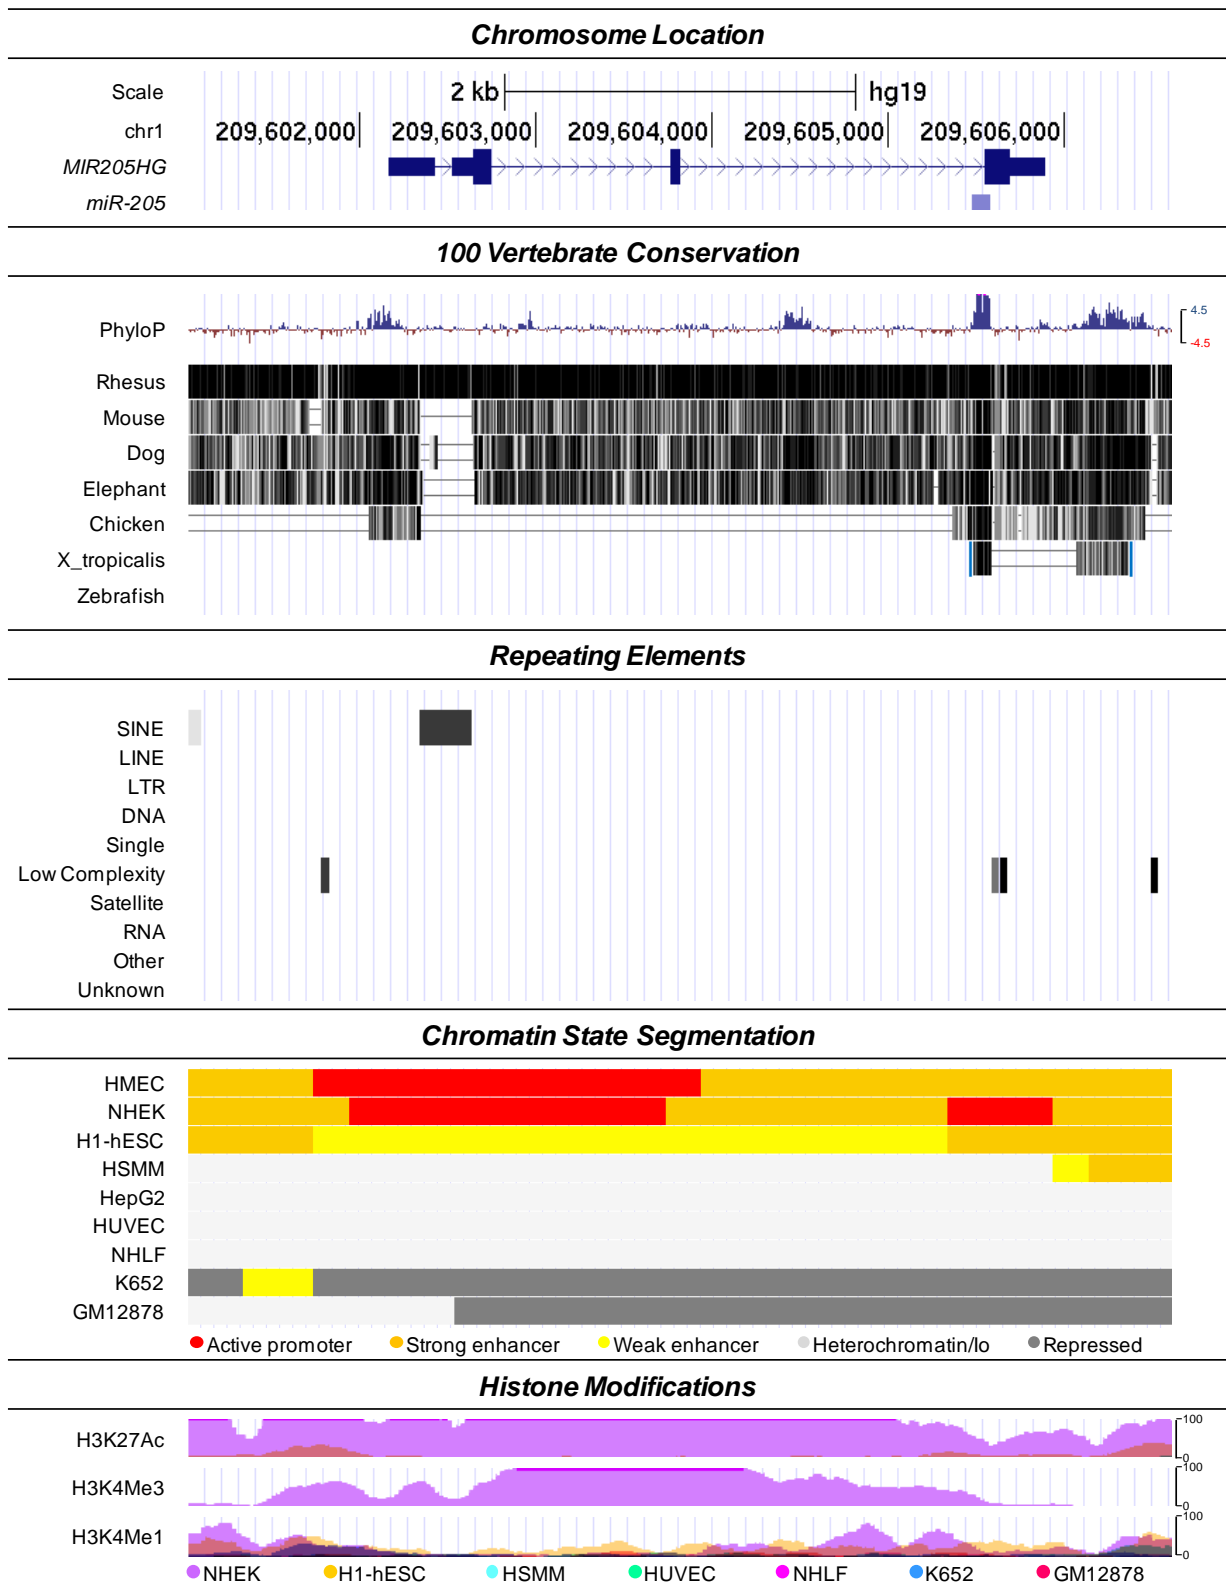 Chromosome Location
Scale 2 kb hg19
chr1 209,602,000 209,603,000 209,604,000 209,605,000 209,606,000
MIR205HG
miR-205
100 Vertebrate Conservation
PhyloP 4.5
-4.5
Rhesus
Mouse
Dog
Elephant
Chicken
X_tropicalis
Zebrafish
Repeating Elements
SINE
LINE
LTR
DNA
Single
Low Complexity
Satellite
RNA
Other
Unknown
Chromatin State Segmentation
HMEC
NHEK
H1-hESC
HSMM
HepG2
HUVEC
NHLF
K652
GM12878
Active promoter Strong enhancer Weak enhancer Heterochromatin/lo Repressed
Histone Modifications
H3K27Ac 100
0
H3K4Me3 100
0
H3K4Me1 100
0
NHEK H1-hESC HSMM HUVEC NHLF K652 GM12878